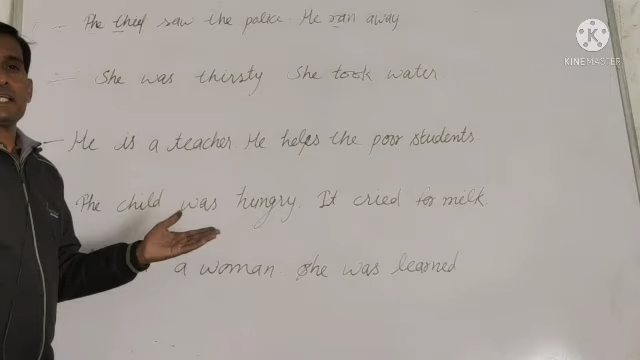 The theif saw the police. He ran away
KINEMASTER
She was thirsty She took water
He is a teacher. He helps the poor students
The child was hungry. It cried for milk
a woman. She was learned